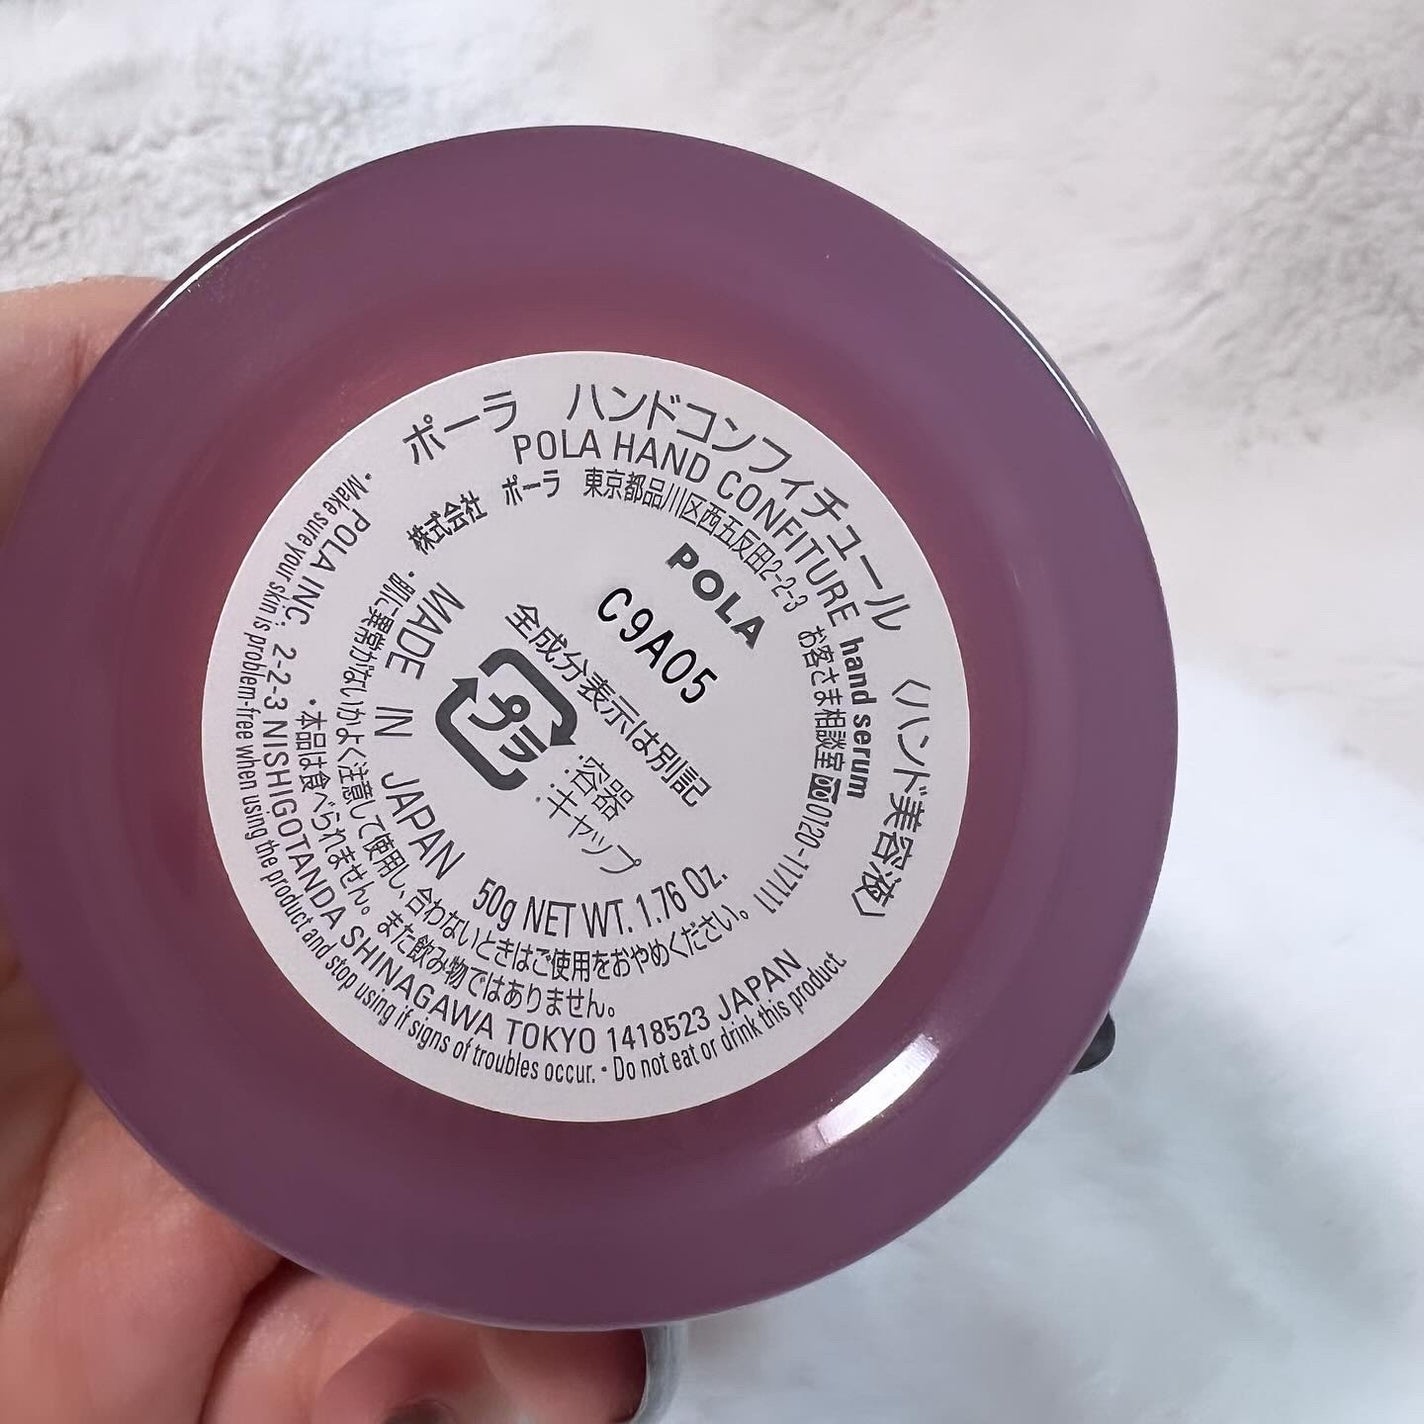 ポーラ ハンドコンフィチュール 〈ハンド美容液〉
POLA HAND CONFITURE hand serum
株式会社 ポーラ 東京都品川区西五反田2-2-3 お客さま相談室 0120-117111
POLA
C9A05
全成分表示は別記
プラ
・容器
・キャップ
MADE IN JAPAN 50g NET WT. 1.76 Oz.
・肌に異常がないかよく注意して使用し、合わないときはご使用をおやめください。
・本品は食べられません。また飲み物ではありません。
POLA INC. 2-2-3 NISHIGOTANDA SHINAGAWA TOKYO 1418523 JAPAN
・Make sure your skin is problem-free when using the product and stop using if signs of troubles occur. ・Do not eat or drink this product.